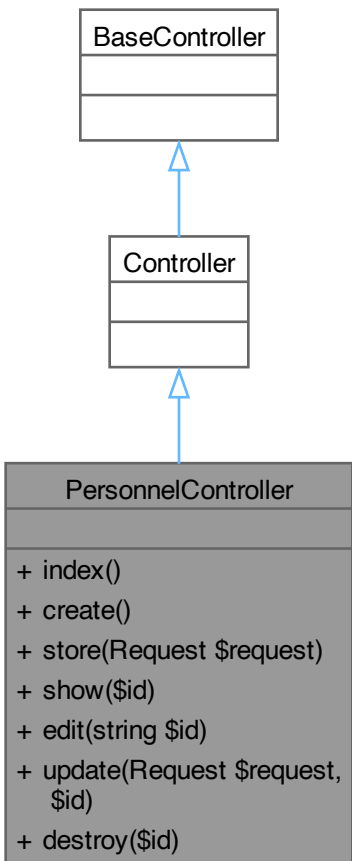 BaseController
Controller
PersonnelController
+ index()
+ create()
+ store(Request $request)
+ show($id)
+ edit(string $id)
+ update(Request $request,
$id)
+ destroy($id)